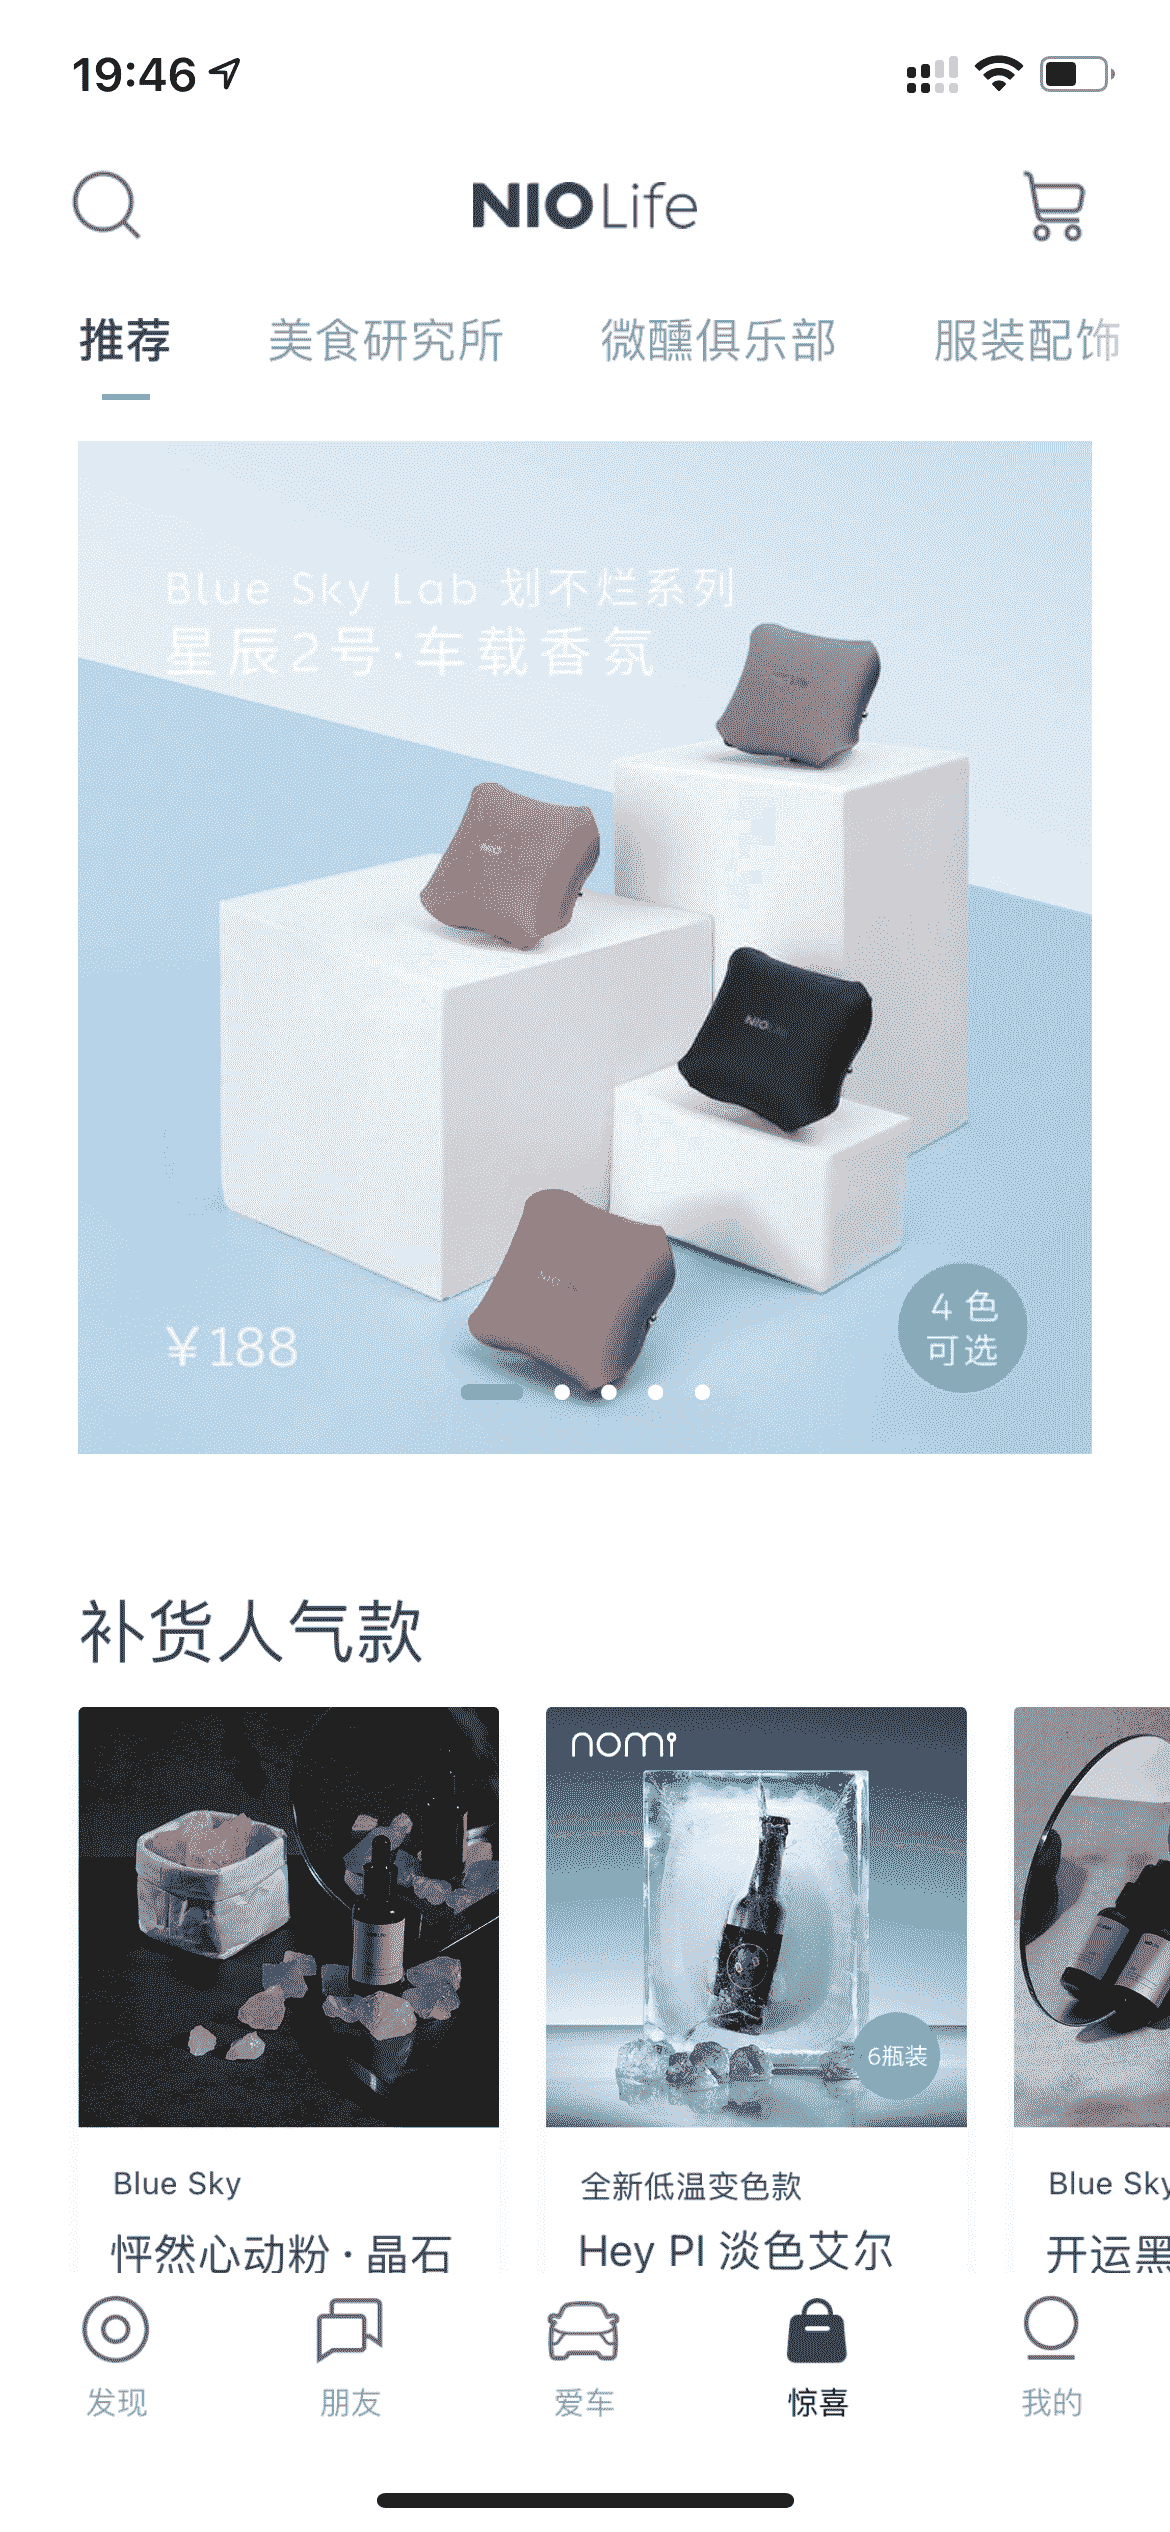 19:46
NIO Life
推荐
美食研究所
微醺俱乐部
服装配饰
Blue Sky Lab 划不烂系列
星辰2号·车载香氛
NIO
NIO
¥188
4 色
可选
补货人气款
nomi
6瓶装
Blue Sky
怦然心动粉 · 晶石
全新低温变色款
Hey PI 淡色艾尔
Blue Sky
开运黑
发现
朋友
爱车
惊喜
我的